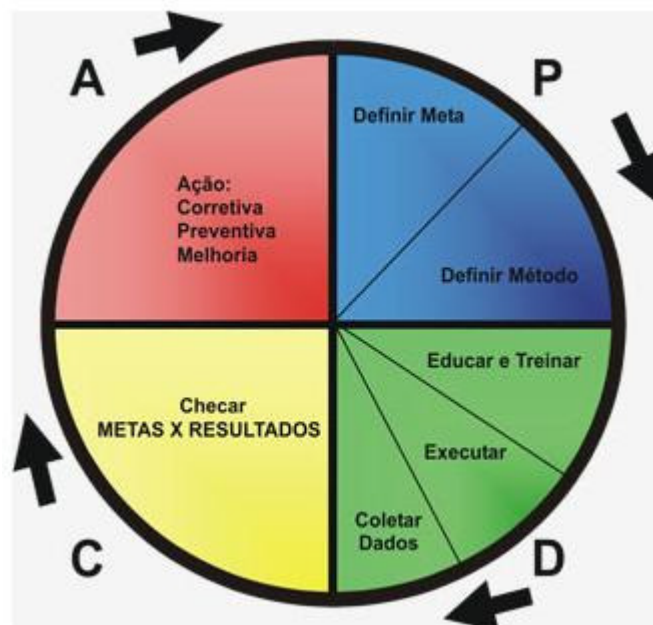 A
P
Definir Meta
Ação:
Corretiva
Preventiva
Melhoria
Definir Método
Educar e Treinar
Checar
METAS X RESULTADOS
Executar
Coletar
Dados
C
D